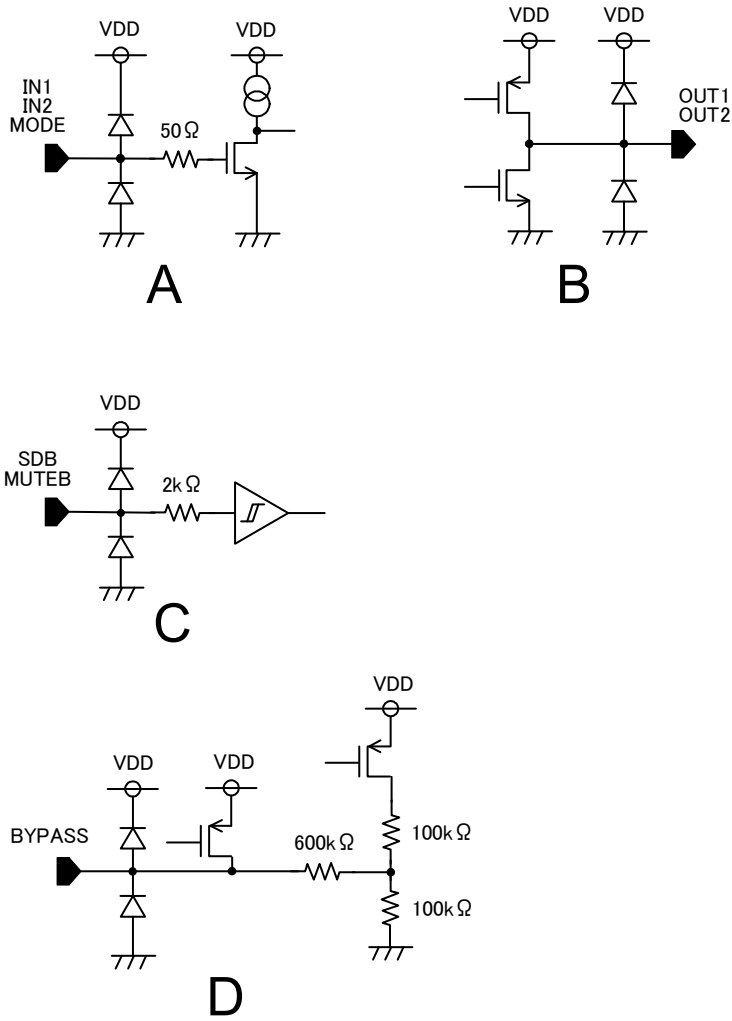 VDD
VDD
IN1
IN2
MODE
50Ω
A
VDD
VDD
OUT1
OUT2
B
VDD
SDB
MUTEB
2kΩ
C
VDD
VDD
VDD
BYPASS
600kΩ
100kΩ
100kΩ
D